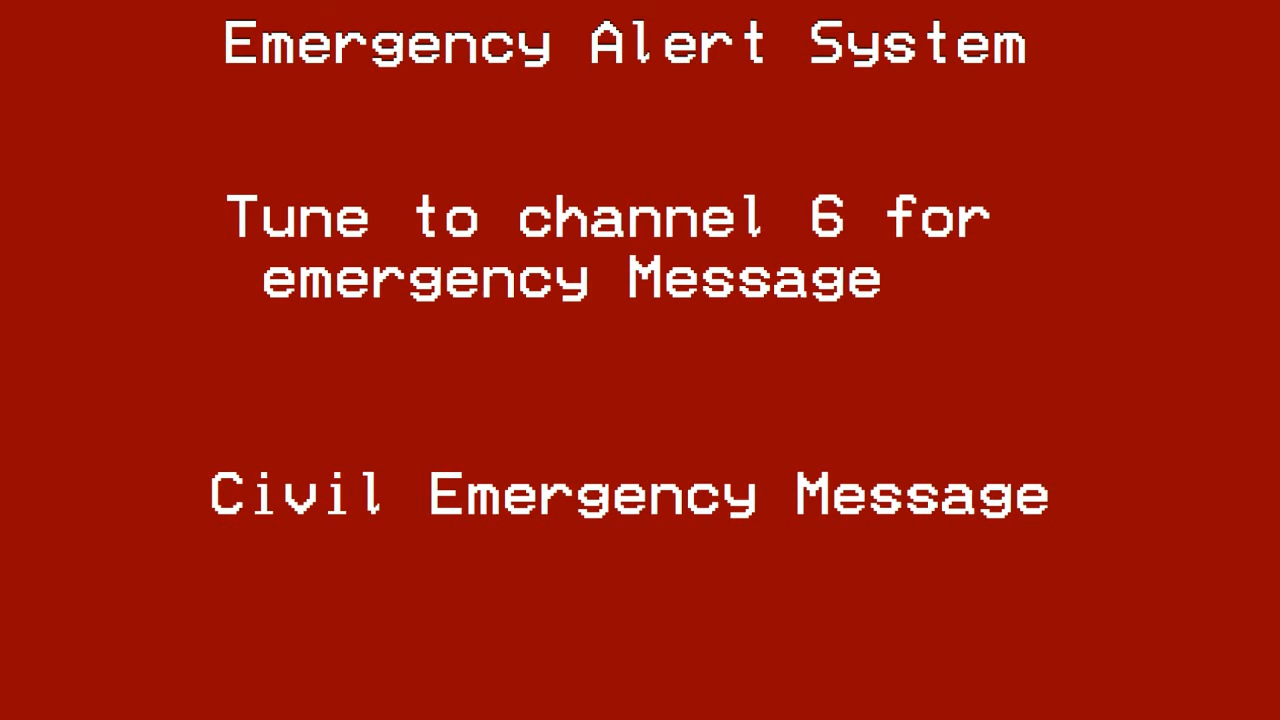 Emergency Alert System
Tune to channel 6 for
emergency Message
Civil Emergency Message